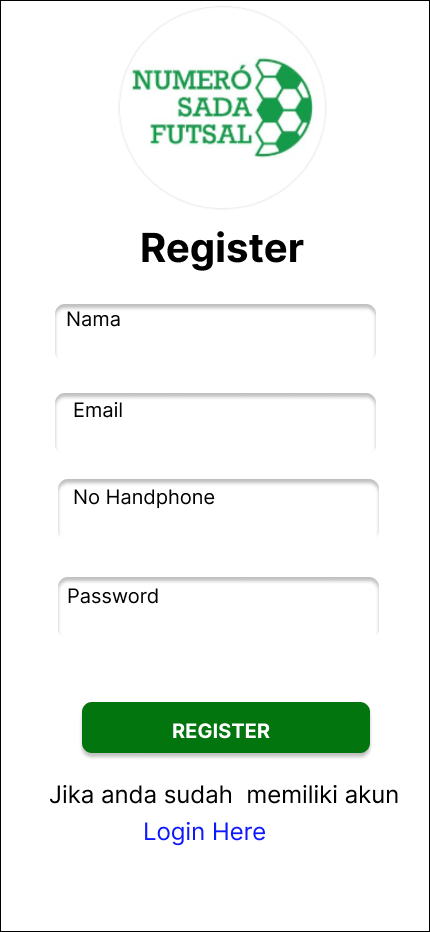 NUMERÓ
SADA
FUTSAL
Register
Nama
Email
No Handphone
Password
REGISTER
Jika anda sudah  memiliki akun
Login Here